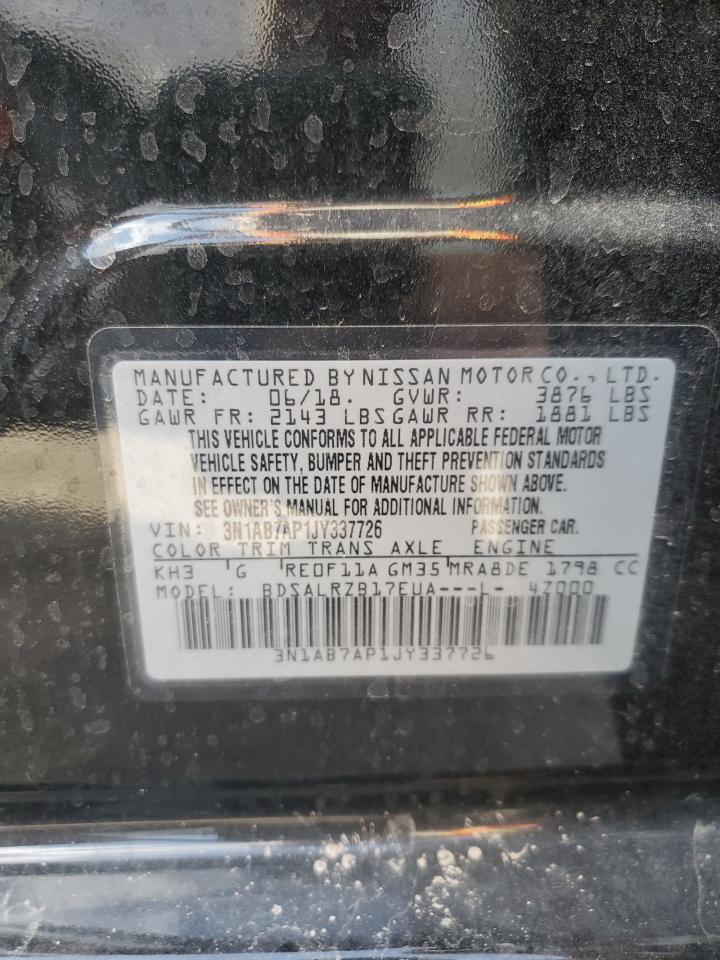 MANUFACTURED BY NISSAN MOTOR CO., LTD.
DATE: 06/18. GVWR: 3876 LBS
GAWR FR: 2143 LBS GAWR RR: 1881 LBS
THIS VEHICLE CONFORMS TO ALL APPLICABLE FEDERAL MOTOR
VEHICLE SAFETY, BUMPER AND THEFT PREVENTION STANDARDS
IN EFFECT ON THE DATE OF MANUFACTURE SHOWN ABOVE.
SEE OWNER'S MANUAL FOR ADDITIONAL INFORMATION.
VIN: 3N1AB7AP1JY337726 PASSENGER CAR.
COLOR TRIM TRANS AXLE ENGINE
KH3 G RE0F11A GM35 MRA8DE 1798 CC
MODEL: BDSALRZB17EUA---L- 4Z000
3N1AB7AP1JY337726